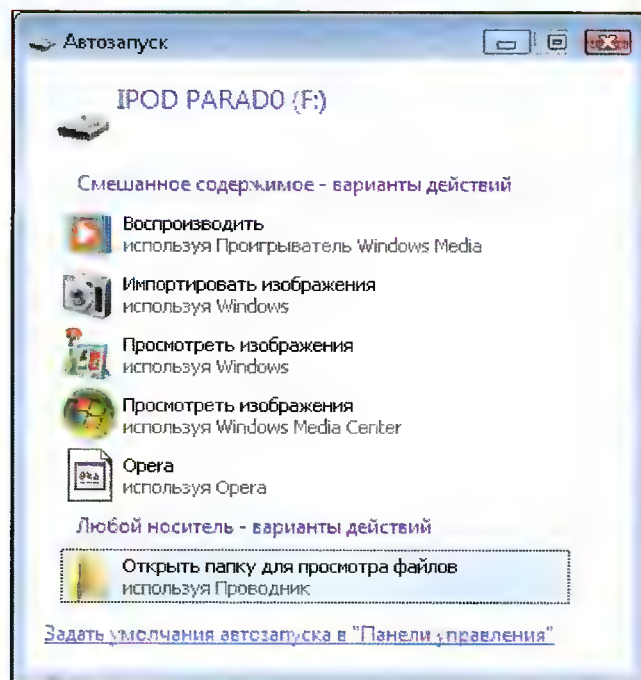 Автозапуск
IPOD PARADO (F:)
Смешанное содержимое - варианты действий
Воспроизводить
используя Проигрыватель Windows Media
Импортировать изображения
используя Windows
Просмотреть изображения
используя Windows
Просмотреть изображения
используя Windows Media Center
Opera
используя Opera
Любой носитель - варианты действий
Открыть папку для просмотра файлов
используя Проводник
Задать умолчания автозапуска в "Панели управления"